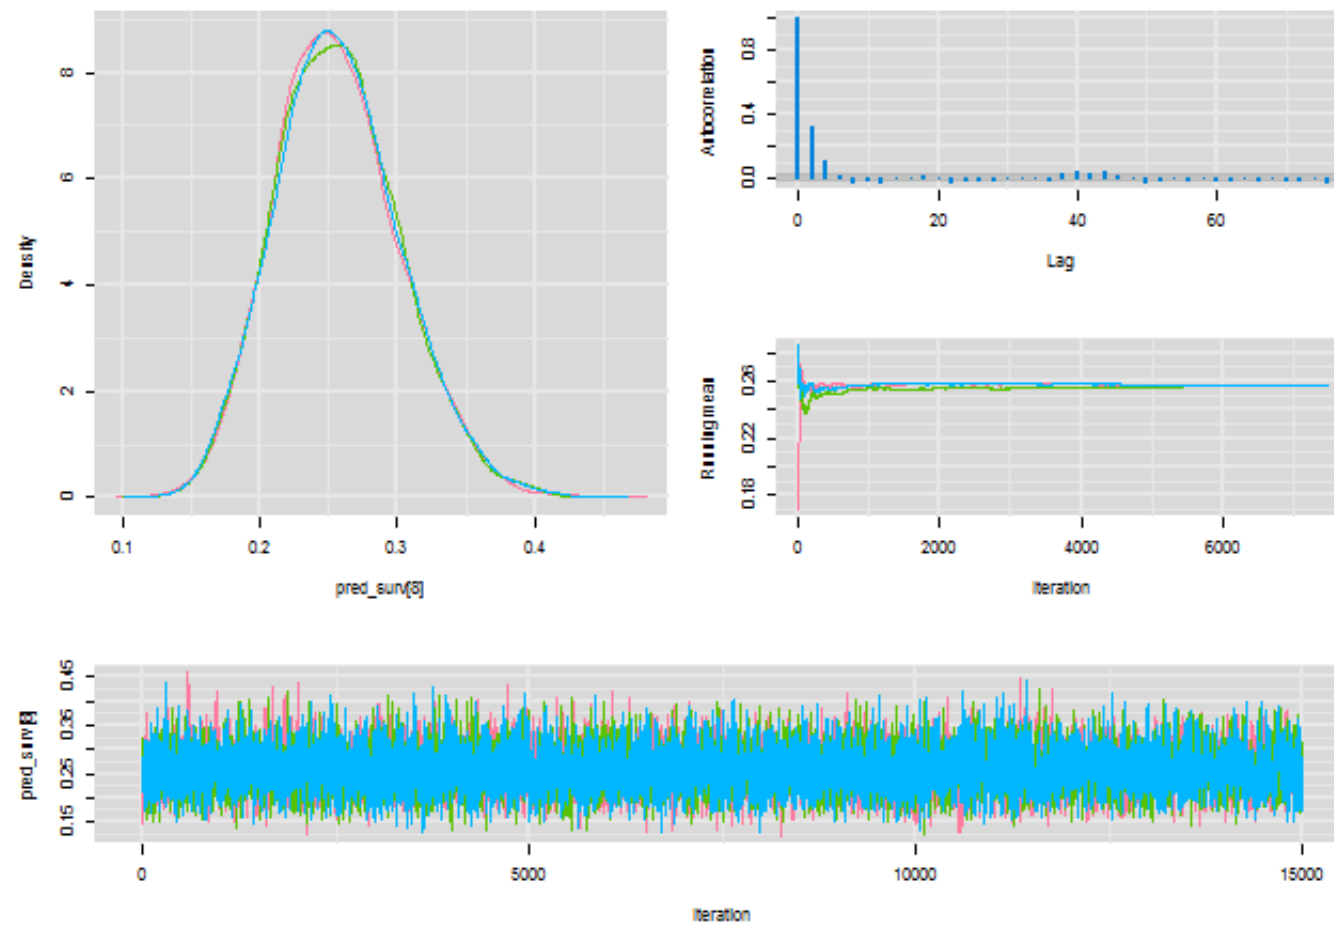 Density
0 2 4 6 8
0.1 0.2 0.3 0.4
pred_surv[8]
Autocorrelation
0.0 0.4 0.8
0 20 40 60
Lag
Running mean
0.18 0.22 0.26
0 2000 4000 6000
Iteration
pred_surv[8]
0.15 0.25 0.35 0.45
0 5000 10000 15000
Iteration